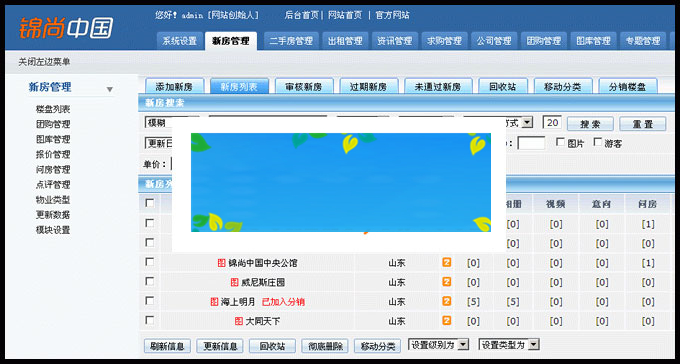 锦尚中国
您好! admin [网站创始人] 后台首页| 网站首页 | 官方网站
系统设置 新房管理 二手房管理 出租管理 资讯管理 求购管理 公司管理 团购管理 图库管理 专题管理
关闭左边菜单
新房管理
楼盘列表
团购管理
图库管理
报价管理
问房管理
点评管理
物业类型
更新数据
模块设置
添加新房 新房列表 审核新房 过期新房 未通过新房 回收站 移动分类 分销楼盘
新房搜索
模糊 方式 20 搜 索 重 置
更新日 图片 游客
单价:
新房列
相册 视频 意向 问房
[0] [0] [0] [1]
[0] [0] [0] [0]
图 锦尚中国中央公馆 山东 [0] [0] [0] [0] [1]
图 威尼斯庄园 山东 [0] [0] [0] [0] [0]
图 海上明月 已加入分销 山东 [5] [5] [0] [0] [0]
图 大同天下 山东 [0] [0] [0] [0] [0]
刷新信息 更新信息 回收站 彻底删除 移动分类 设置级别为 设置类型为